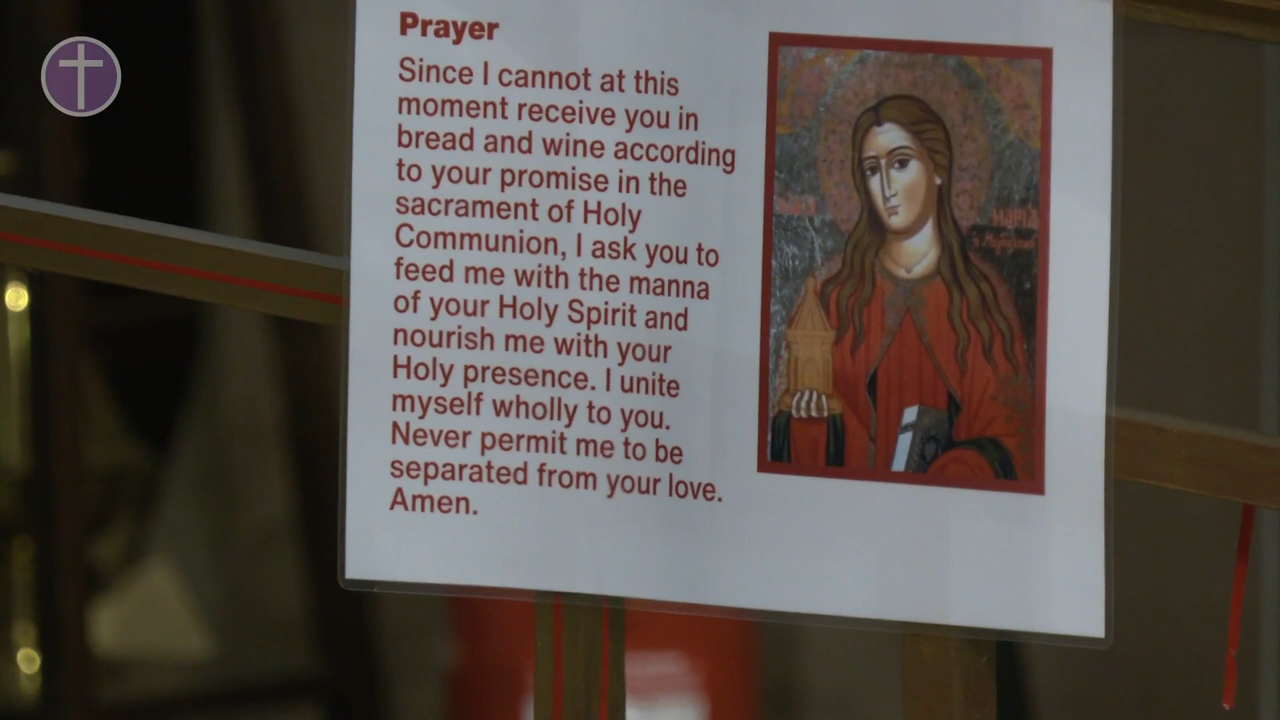 Prayer
Since I cannot at this
moment receive you in
bread and wine according
to your promise in the
sacrament of Holy
Communion, I ask you to
feed me with the manna
of your Holy Spirit and
nourish me with your
Holy presence. I unite
myself wholly to you.
Never permit me to be
separated from your love.
Amen.
ΜΑΡΙΑ